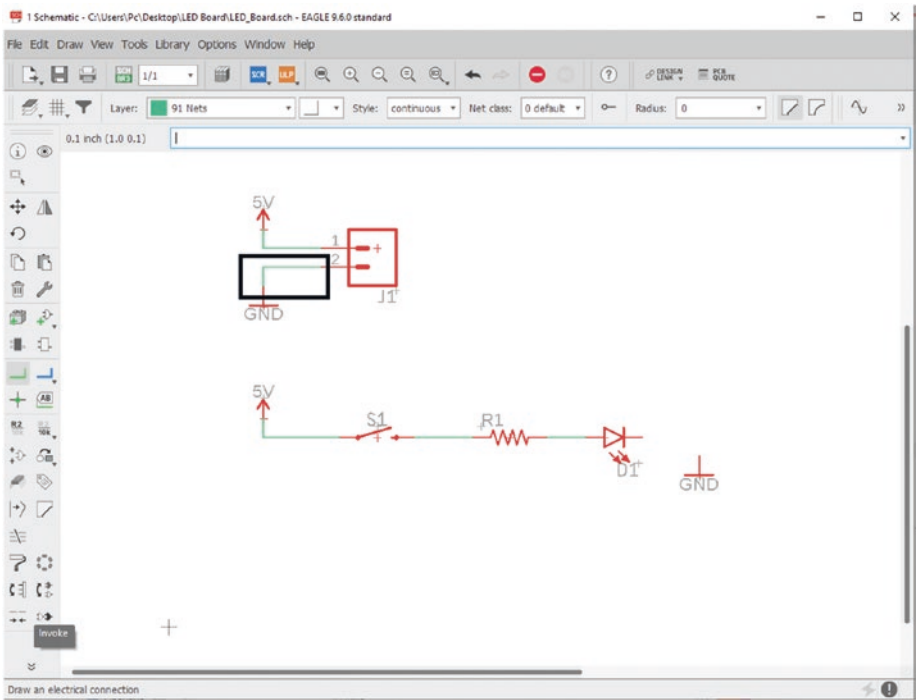 1 Schematic - C:\Users\Pc\Desktop\LED Board\LED_Board.sch - EAGLE 9.6.0 standard
File Edit Draw View Tools Library Options Window Help
1/1 SCR ULP DESIGN LINK PCB QUOTE
Layer: 91 Nets Style: continuous Net class: 0 default Radius: 0
0.1 inch (1.0 0.1)
5V
1
2
J1
GND
5V
S1
R1
D1
GND
AB
R2
10k
Invoke
Draw an electrical connection